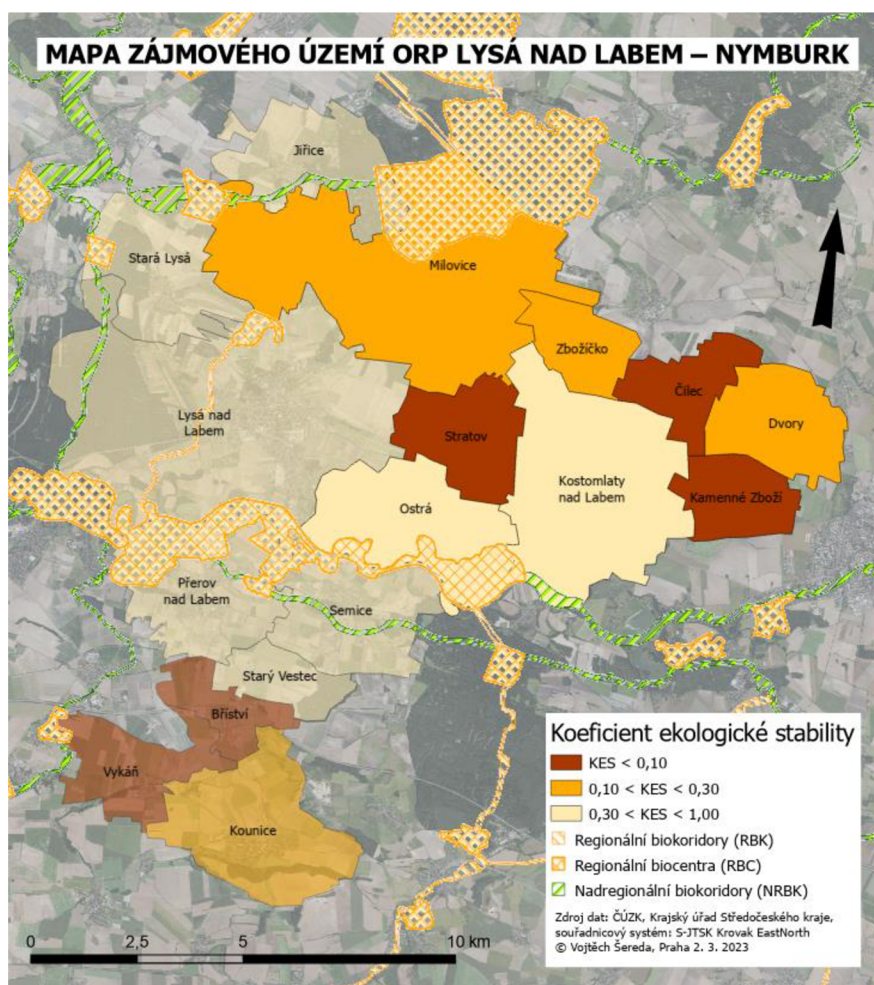 MAPA ZÁJMOVÉHO ÚZEMÍ ORP LYSÁ NAD LABEM – NYMBURK
Jiřice
Stará Lysá
Milovice
Zbožíčko
Čilec
Dvory
Lysá nad
Labem
Stratov
Kostomlaty
nad Labem
Kamenné Zboží
Ostrá
Přerov
nad Labem
Semice
Starý Vestec
Bříství
Vykáň
Kounice
Koeficient ekologické stability
KES < 0,10
0,10 < KES < 0,30
0,30 < KES < 1,00
Regionální biokoridory (RBK)
Regionální biocentra (RBC)
Nadregionální biokoridory (NRBK)
Zdroj dat: ČÚZK, Krajský úřad Středočeského kraje,
souřadnicový systém: S-JTSK Krovak EastNorth
© Vojtěch Šereda, Praha 2. 3. 2023
0 2,5 5 10 km